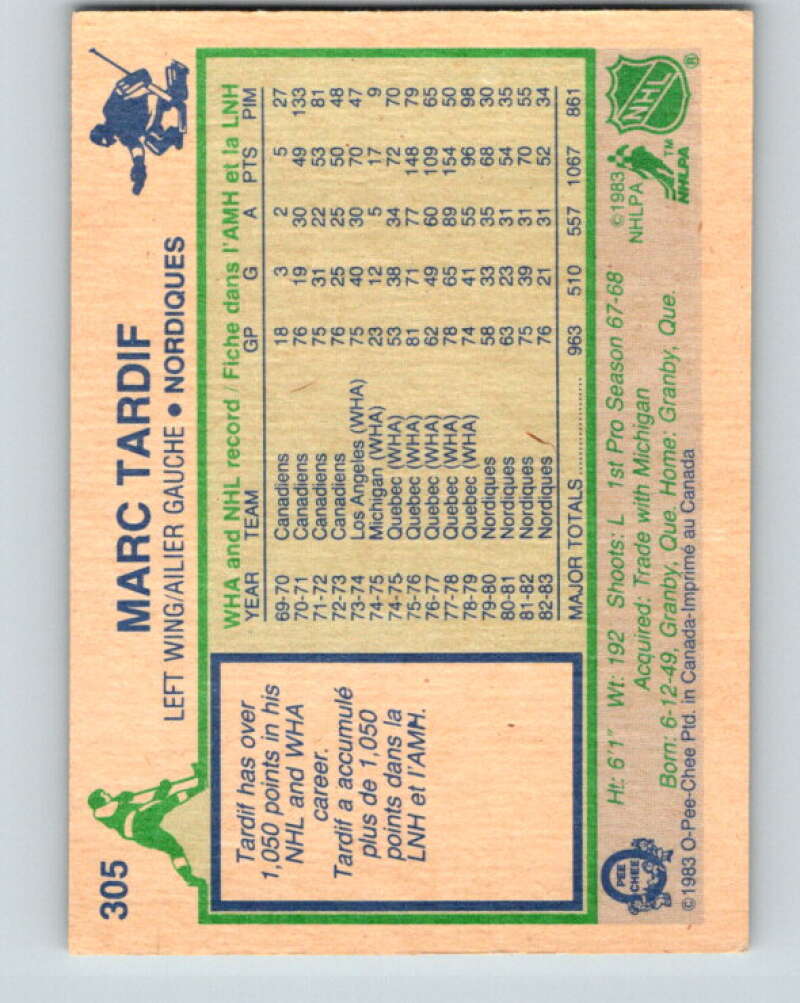 305
MARC TARDIF
LEFT WING/AILIER GAUCHE • NORDIQUES
Tardif has over
1,050 points in his
NHL and WHA
career.
Tardif a accumulé
plus de 1,050
points dans la
LNH et l'AMH.
WHA and NHL record / Fiche dans l'AMH et la LNH
YEAR TEAM GP G A PTS PIM
69-70 Canadiens 18 3 2 5 27
70-71 Canadiens 76 19 30 49 133
71-72 Canadiens 75 31 22 53 81
72-73 Canadiens 76 25 25 50 48
73-74 Los Angeles (WHA) 75 40 30 70 47
74-75 Michigan (WHA) 23 12 5 17 9
74-75 Quebec (WHA) 53 38 34 72 70
75-76 Quebec (WHA) 81 71 77 148 79
76-77 Quebec (WHA) 62 49 60 109 65
77-78 Quebec (WHA) 78 65 89 154 50
78-79 Quebec (WHA) 74 41 55 96 98
79-80 Nordiques 58 33 35 68 30
80-81 Nordiques 63 23 31 54 35
81-82 Nordiques 75 39 31 70 55
82-83 Nordiques 76 21 31 52 34
MAJOR TOTALS .................. 963 510 557 1067 861
Ht: 6'1" Wt: 192 Shoots: L 1st Pro Season 67-68
Acquired: Trade with Michigan
Born: 6-12-49, Granby, Que. Home: Granby, Que.
©1983 O-Pee-Chee Ptd. in Canada-Imprimé au Canada
O PEE CHEE
©1983
NHLPA
NHLPA TM
NHL ®